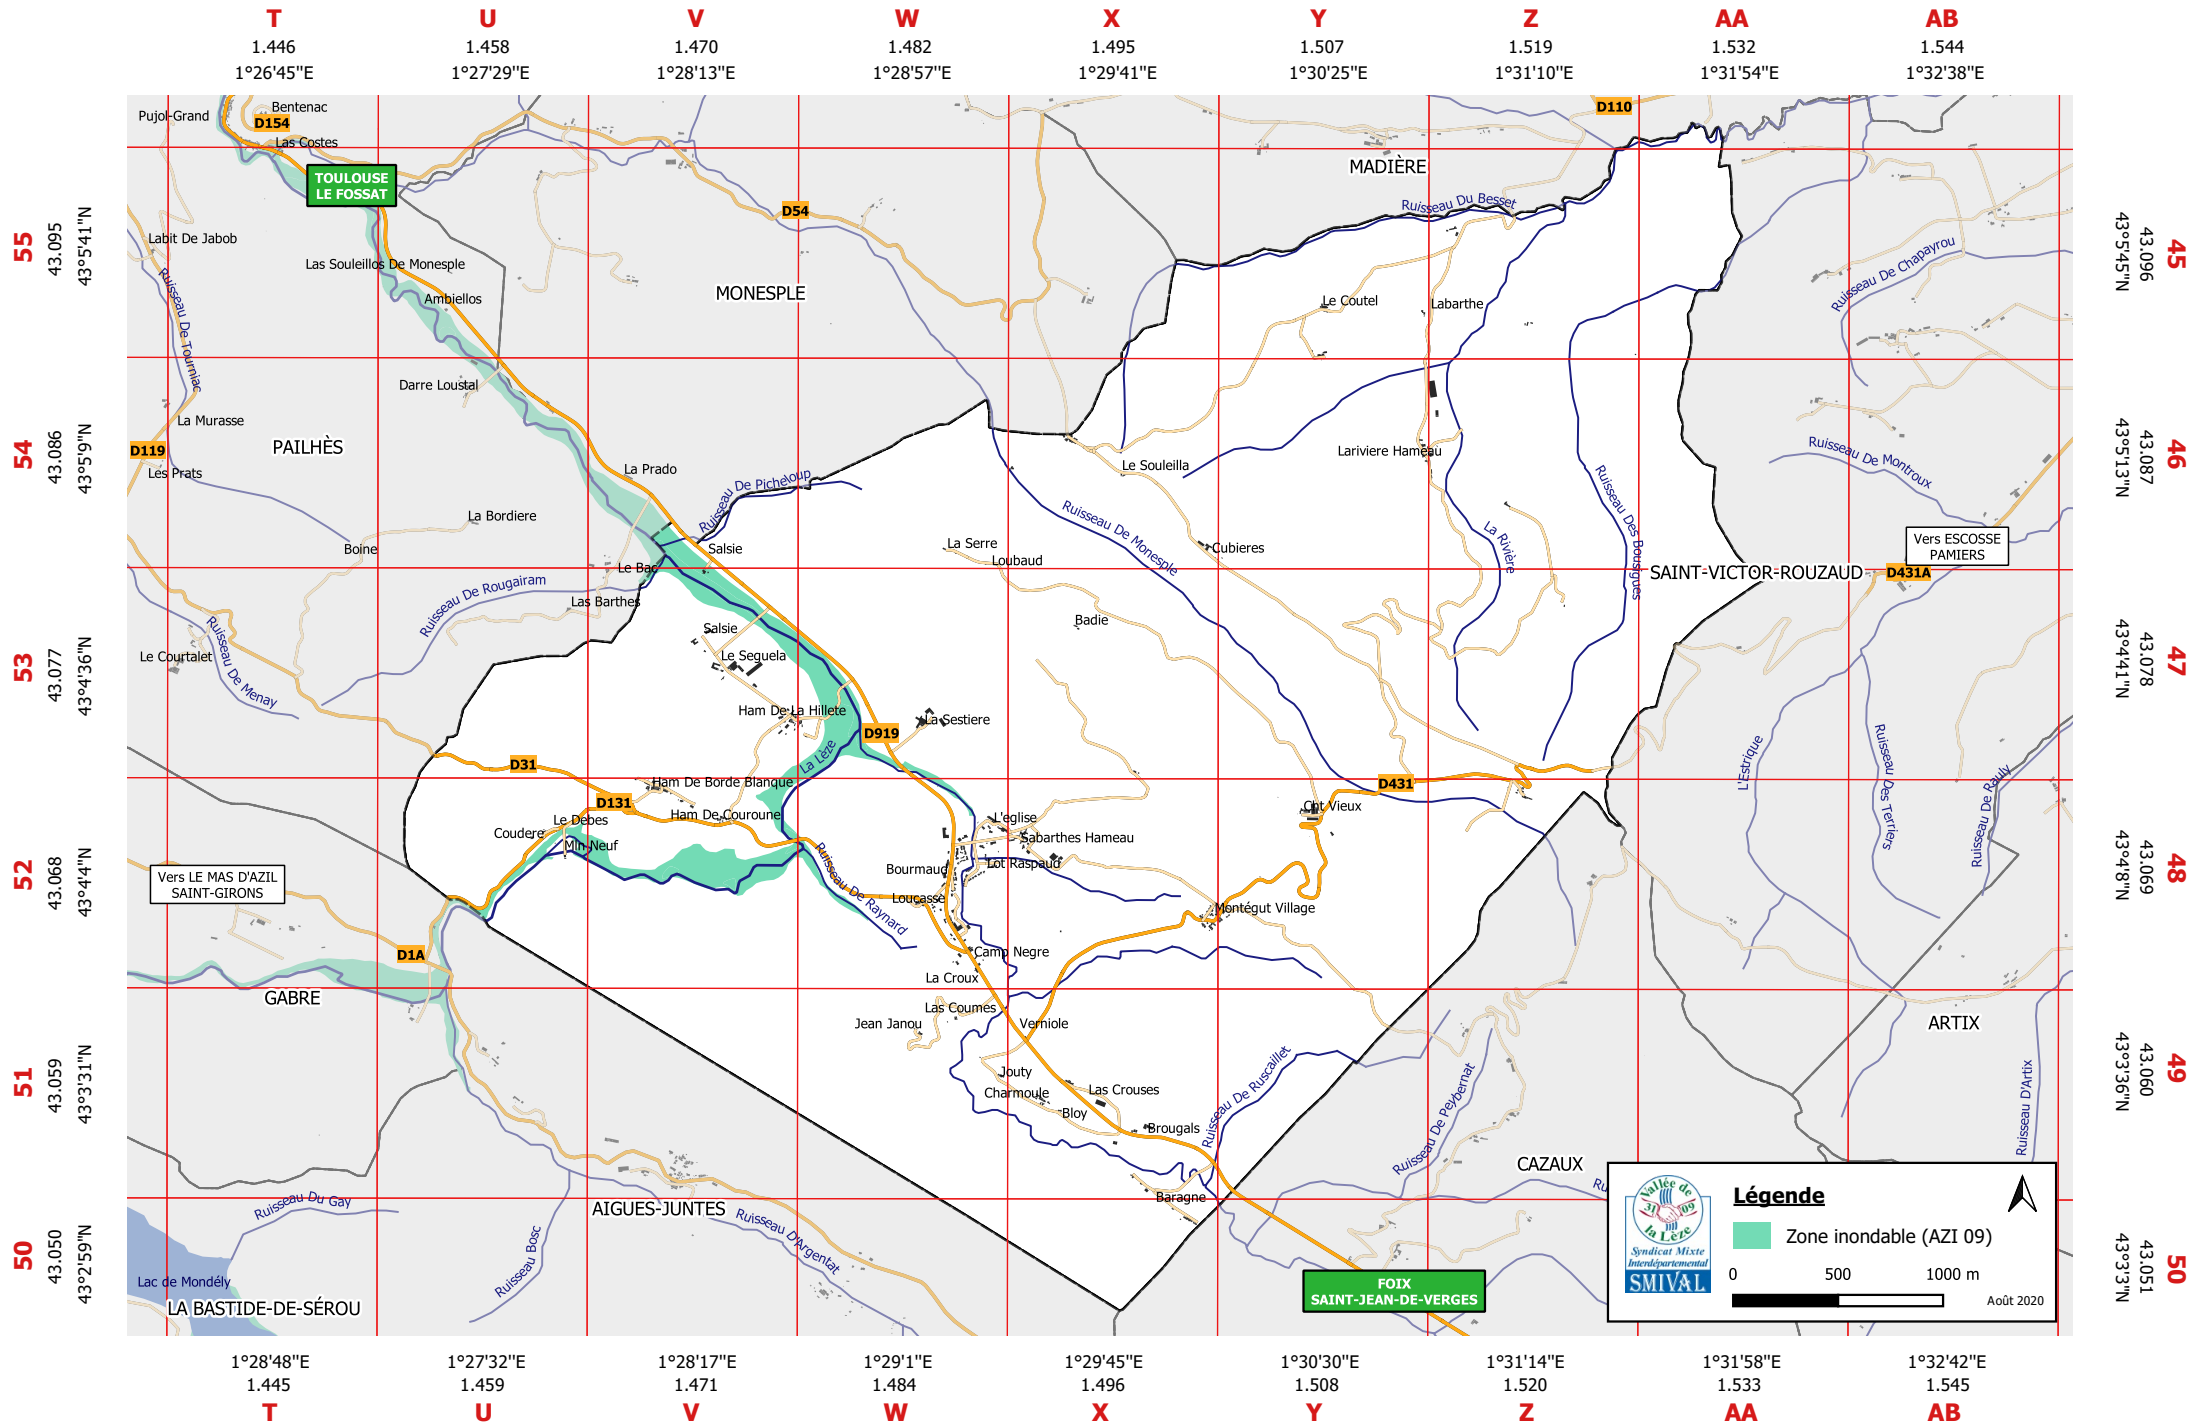 T U V W X Y Z AA AB
1.446 1.458 1.470 1.482 1.495 1.507 1.519 1.532 1.544
1°26'45"E 1°27'29"E 1°28'13"E 1°28'57"E 1°29'41"E 1°30'25"E 1°31'10"E 1°31'54"E 1°32'38"E
Pujol-Grand
Bentenac
D154
Las Costes
D110
TOULOUSE
LE FOSSAT
MADIÈRE
D54
Ruisseau Du Besset
55
43.095
43°5'41"N
Labit De Jabob
Las Souleillos De Monesple
Ambiellos
MONESPLE
Ruisseau De Tourniac
Le Coutel
Labarthe
Ruisseau De Chapayrou
43°5'45"N
43.096
45
Darre Loustal
La Murasse
PAILHÈS
D119
Les Prats
54
43.086
43°5'9"N
La Prado
Ruisseau De Picheloup
Le Souleilla
Lariviere Hameau
Ruisseau De Montroux
43°5'13"N
43.087
46
La Bordiere
Boine
Salsie
Le Bac
La Serre
Loubaud
Ruisseau De Monesple
Cubieres
La Rivière
Ruisseau Des Bousigues
Vers ESCOSSE
PAMIERS
SAINT-VICTOR-ROUZAUD
D431A
Ruisseau De Rougairam
Las Barthes
Badie
Salsie
Le Seguela
Le Courtalet
Ruisseau De Menay
53
43.077
43°4'36"N
43°4'41"N
43.078
47
Ham De La Hillete
La Sestiere
D919
La Lèze
D31
L'Estrique
Ruisseau Des Terriers
Ruisseau De Rauly
Ham De Borde Blanque
D431
D131
Ham De Couroune
Le Debes
Coudere
Mln Neuf
Cht Vieux
L'eglise
Sabarthes Hameau
Lot Raspaud
Bournaud
Loucasse
Ruisseau De Raynard
Montégut Village
Vers LE MAS D'AZIL
SAINT-GIRONS
52
43.068
43°4'4"N
43°4'8"N
43.069
48
D1A
Camp Negre
La Croux
GABRE
Las Coumes
Jean Janou
Verniole
ARTIX
Jouty
Charmoule
Las Crouses
Bloy
Brougals
Ruisseau De Ruscaillet
Ruisseau De Peybernat
Ruisseau D'Artix
51
43.059
43°3'31"N
43°3'36"N
43.060
49
CAZAUX
Ru
Baragne
Ruisseau Du Gay
AIGUES-JUNTES
Ruisseau Bosc
Ruisseau D'Argentat
Lac de Mondély
LA BASTIDE-DE-SÉROU
50
43.050
43°2'59"N
43°3'3"N
43.051
50
FOIX
SAINT-JEAN-DE-VERGES
Vallée de
31 09
la Lèze
Syndicat Mixte
Interdépartemental
SMIVAL
Légende
Zone inondable (AZI 09)
0 500 1000 m
Août 2020
1°28'48"E 1°27'32"E 1°28'17"E 1°29'1"E 1°29'45"E 1°30'30"E 1°31'14"E 1°31'58"E 1°32'42"E
1.445 1.459 1.471 1.484 1.496 1.508 1.520 1.533 1.545
T U V W X Y Z AA AB